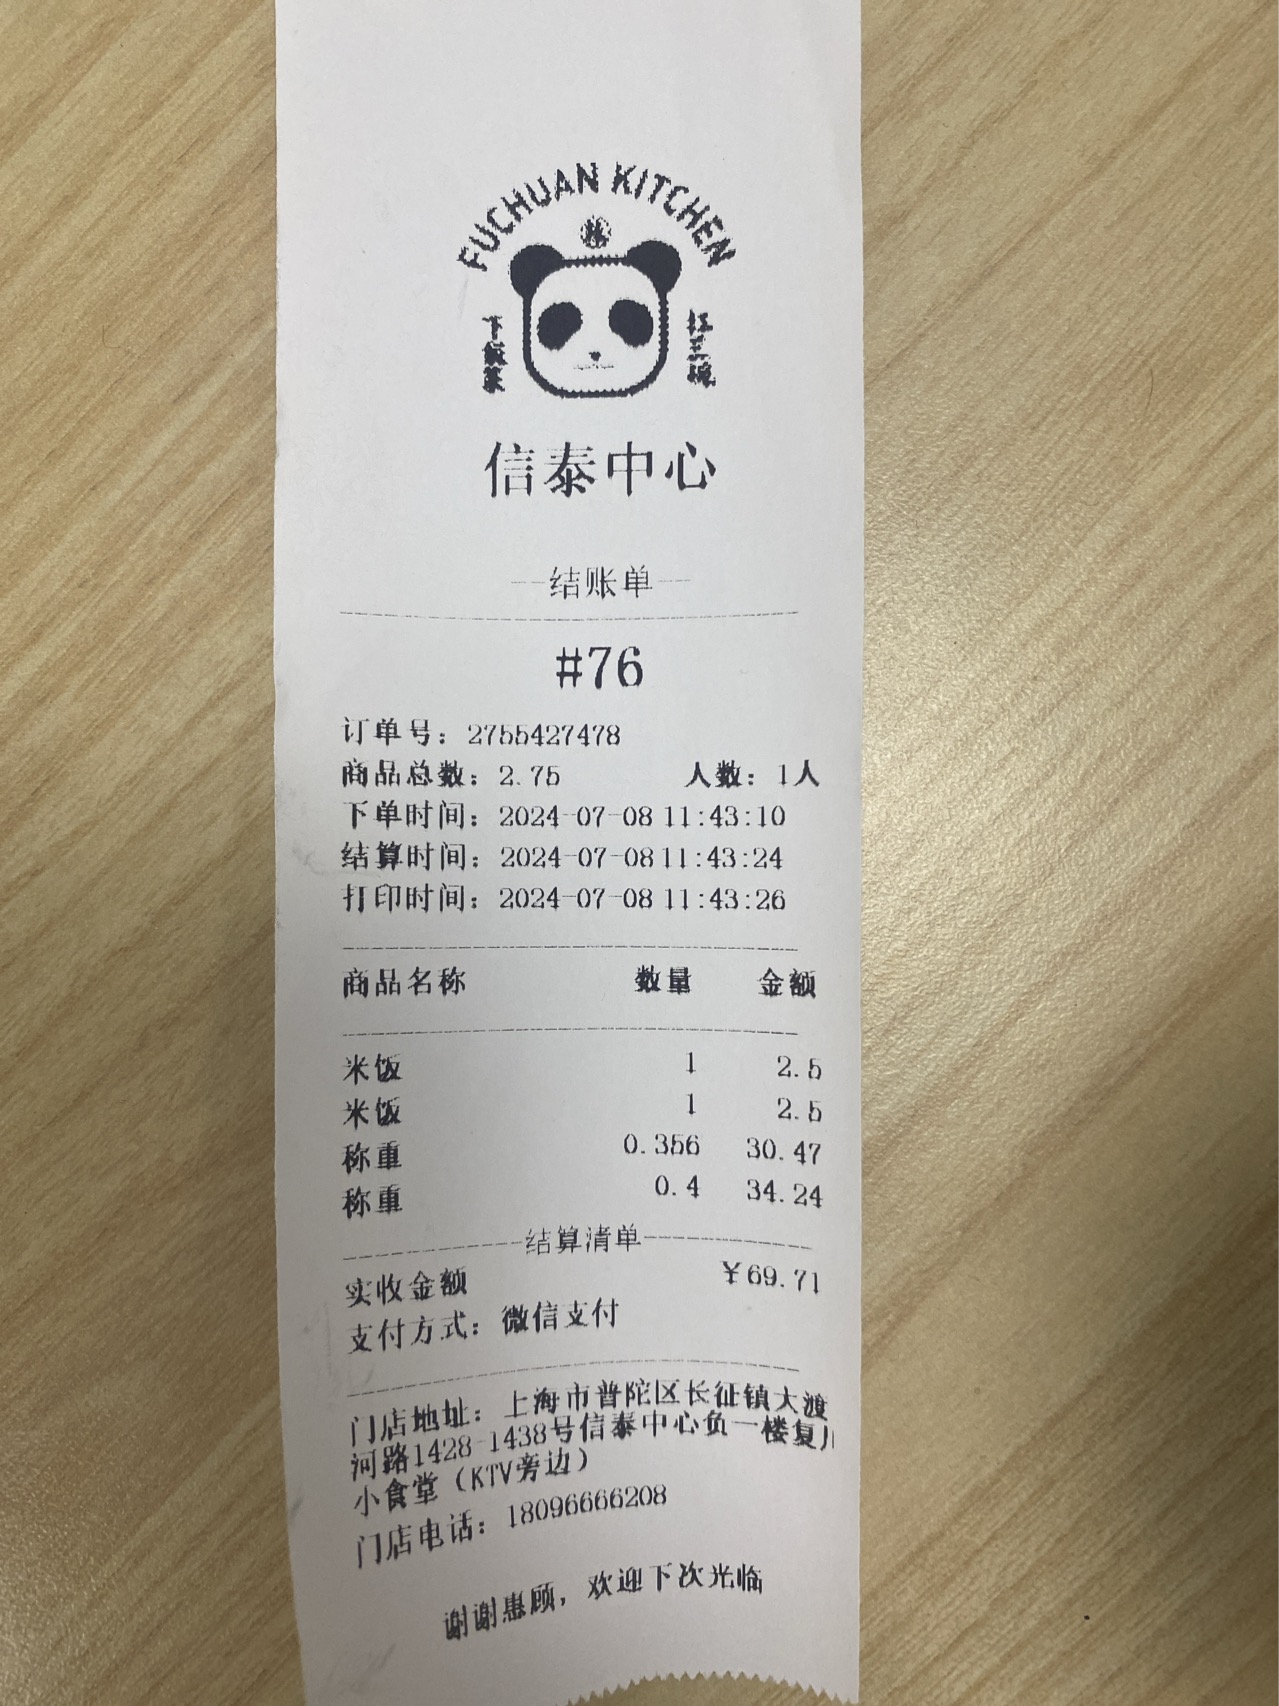 FUCHUAN KITCHEN
下饭菜
扛三碗
信泰中心
结账单
#76
订单号：2755427478
商品总数：2.75 人数：1人
下单时间：2024-07-08 11:43:10
结算时间：2024-07-08 11:43:24
打印时间：2024-07-08 11:43:26
商品名称 数量 金额
米饭 1 2.5
米饭 1 2.5
称重 0.356 30.47
称重 0.4 34.24
结算清单
实收金额 ¥69.71
支付方式：微信支付
门店地址：上海市普陀区长征镇大渡
河路1428-1438号信泰中心负一楼复川
小食堂（KTV旁边）
门店电话：18096666208
谢谢惠顾，欢迎下次光临